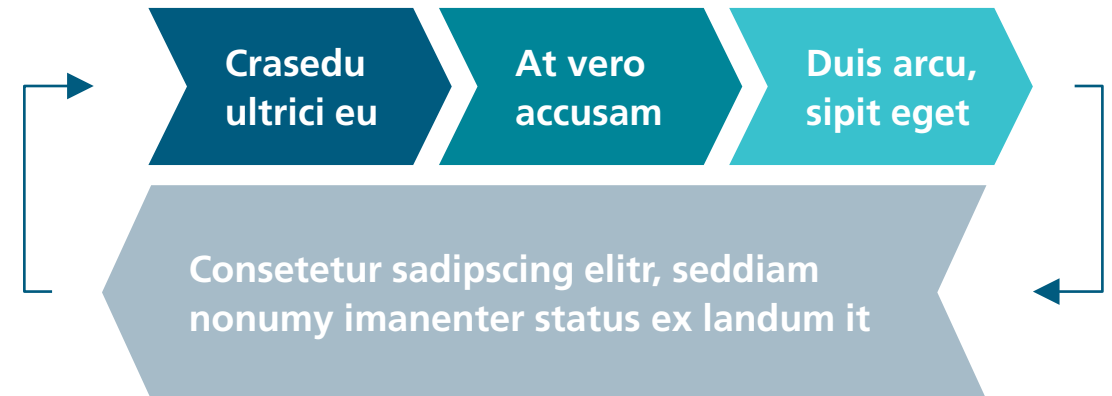 Crasedu
ultrici eu
At vero
accusam
Duis arcu,
sipit eget
Consetetur sadipscing elitr, seddiam
nonumy imanenter status ex landum it